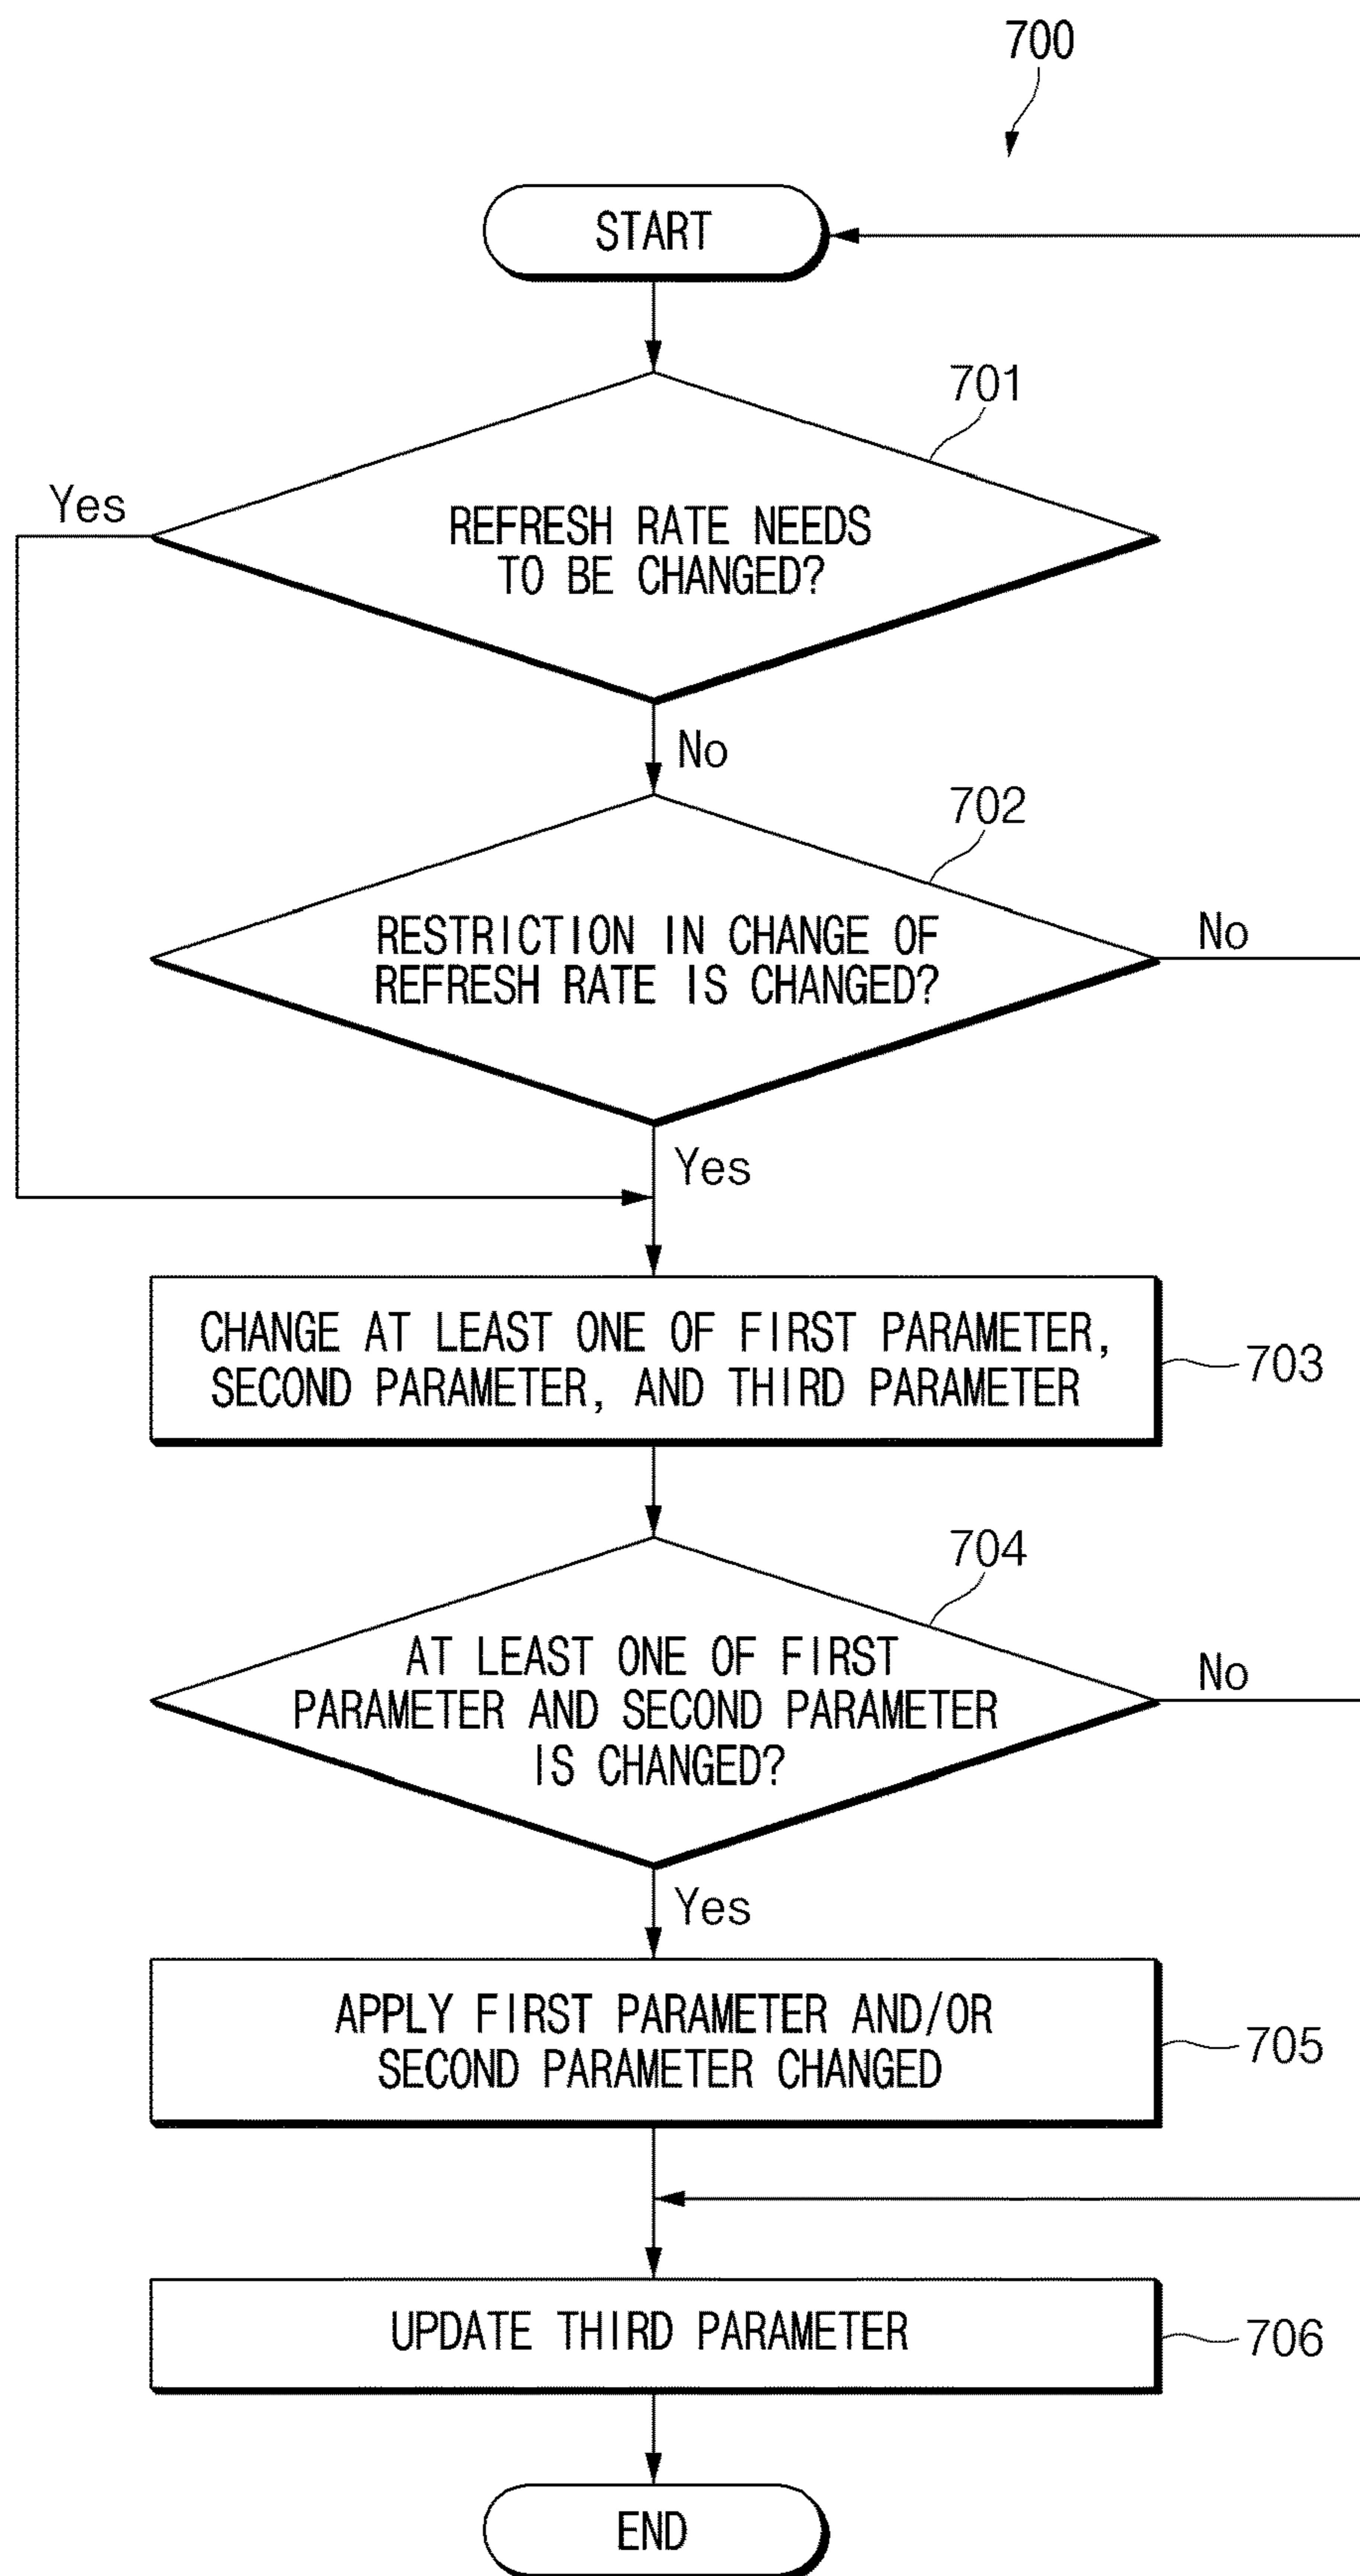 700
START
701
Yes
REFRESH RATE NEEDS
TO BE CHANGED?
No
702
RESTRICTION IN CHANGE OF
REFRESH RATE IS CHANGED?
No
Yes
CHANGE AT LEAST ONE OF FIRST PARAMETER,
SECOND PARAMETER, AND THIRD PARAMETER
703
704
AT LEAST ONE OF FIRST
PARAMETER AND SECOND PARAMETER
IS CHANGED?
No
Yes
APPLY FIRST PARAMETER AND/OR
SECOND PARAMETER CHANGED
705
UPDATE THIRD PARAMETER
706
END